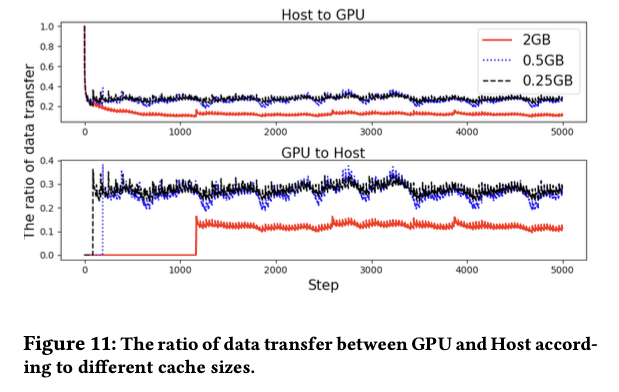 Host to GPU
1.0
0.8
0.6
0.4
0.2
2GB
0.5GB
0.25GB
0 1000 2000 3000 4000 5000
GPU to Host
0.4
0.3
0.2
0.1
0.0
0 1000 2000 3000 4000 5000
The ratio of data transfer
Step
Figure 11: The ratio of data transfer between GPU and Host accord-
ing to different cache sizes.